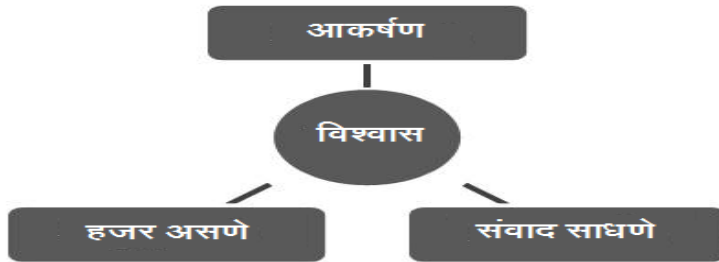 आकर्षण
विश्वास
हजर असणे
संवाद साधणे